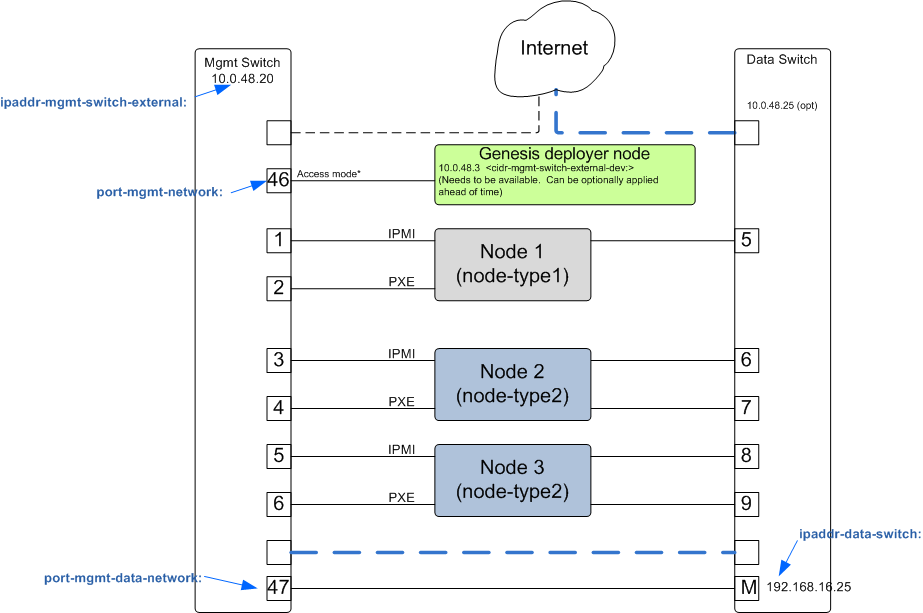 Internet
Mgmt Switch
10.0.48.20
Data Switch
ipaddr-mgmt-switch-external:
10.0.48.25 (opt)
Genesis deployer node
10.0.48.3 <cidr-mgmt-switch-external-dev:>
(Needs to be available. Can be optionally applied
ahead of time)
46
Access mode*
port-mgmt-network:
1
IPMI
Node 1
(node-type1)
5
2
PXE
3
IPMI
Node 2
(node-type2)
6
4
PXE
7
5
IPMI
Node 3
(node-type2)
8
6
PXE
9
ipaddr-data-switch:
port-mgmt-data-network:
47
M
192.168.16.25